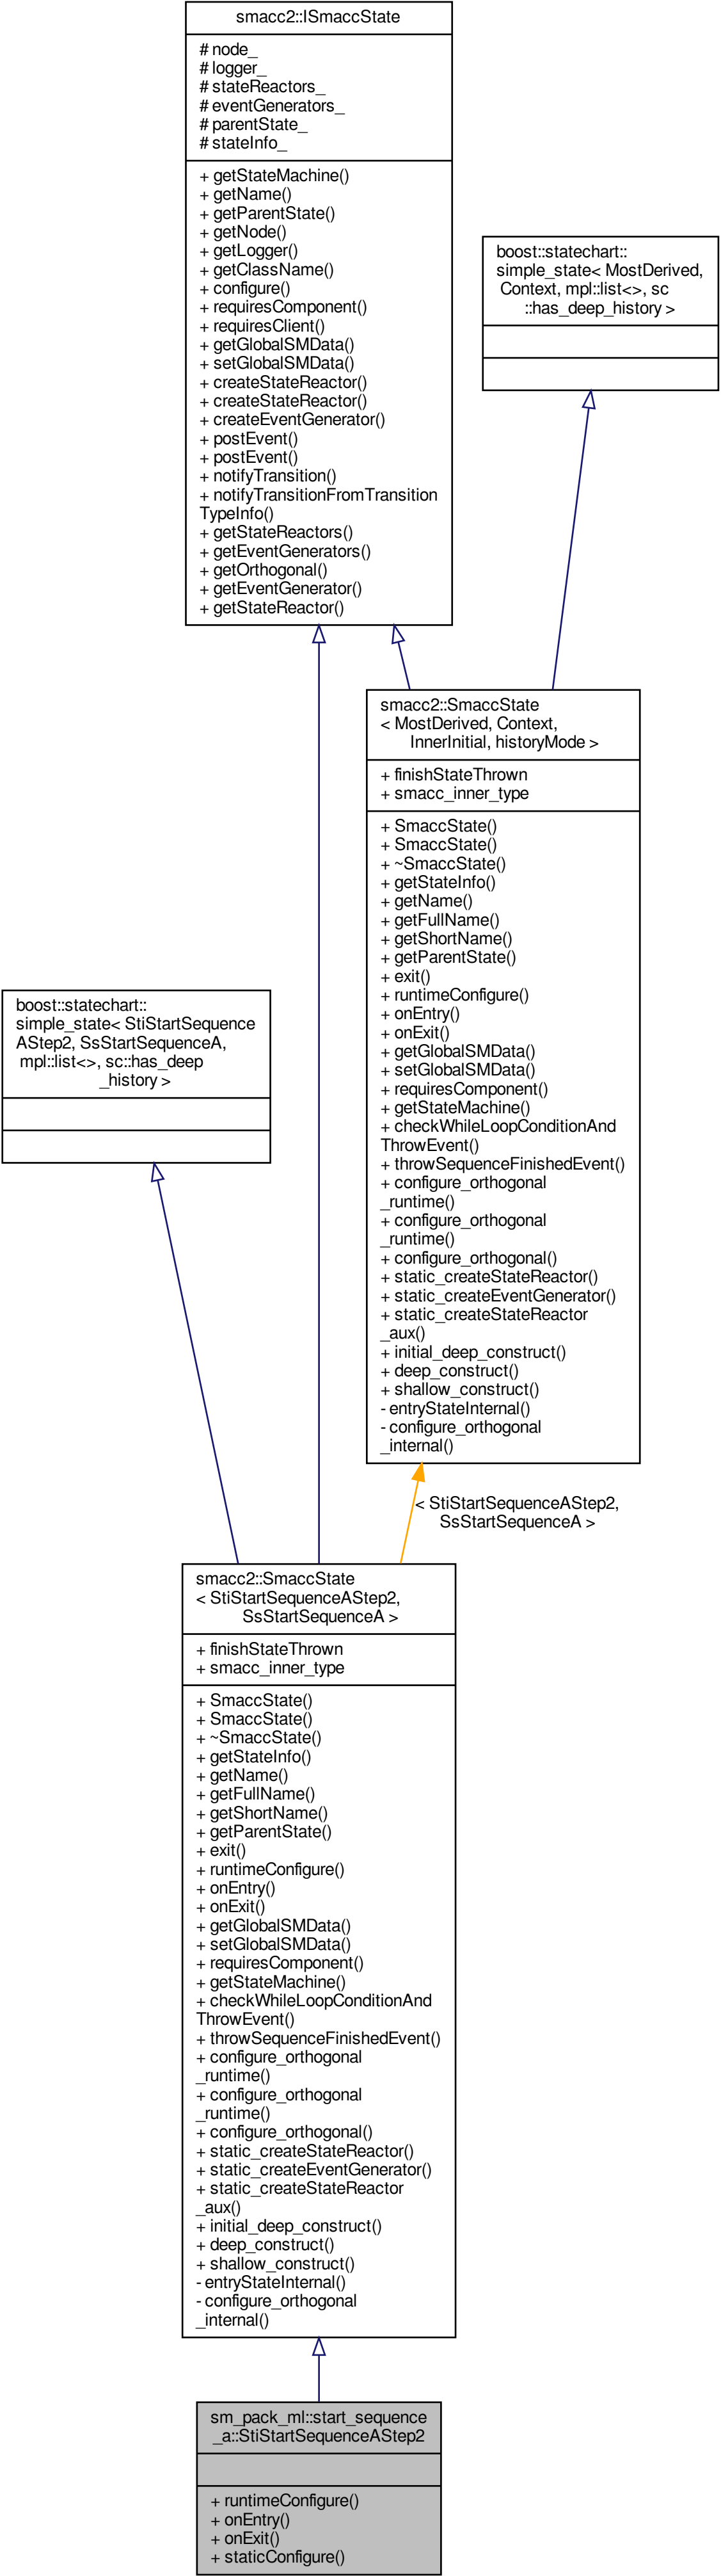 smacc2::ISmaccState
# node_
# logger_
# stateReactors_
# eventGenerators_
# parentState_
# stateInfo_
+ getStateMachine()
+ getName()
+ getParentState()
+ getNode()
+ getLogger()
+ getClassName()
+ configure()
+ requiresComponent()
+ requiresClient()
+ getGlobalSMData()
+ setGlobalSMData()
+ createStateReactor()
+ createStateReactor()
+ createEventGenerator()
+ postEvent()
+ postEvent()
+ notifyTransition()
+ notifyTransitionFromTransition
TypeInfo()
+ getStateReactors()
+ getEventGenerators()
+ getOrthogonal()
+ getEventGenerator()
+ getStateReactor()
boost::statechart::
simple_state< MostDerived,
Context, mpl::list<>, sc
::has_deep_history >
smacc2::SmaccState
< MostDerived, Context,
InnerInitial, historyMode >
+ finishStateThrown
+ smacc_inner_type
+ SmaccState()
+ SmaccState()
+ ~SmaccState()
+ getStateInfo()
+ getName()
+ getFullName()
+ getShortName()
+ getParentState()
+ exit()
+ runtimeConfigure()
+ onEntry()
+ onExit()
+ getGlobalSMData()
+ setGlobalSMData()
+ requiresComponent()
+ getStateMachine()
+ checkWhileLoopConditionAnd
ThrowEvent()
+ throwSequenceFinishedEvent()
+ configure_orthogonal
_runtime()
+ configure_orthogonal
_runtime()
+ configure_orthogonal()
+ static_createStateReactor()
+ static_createEventGenerator()
+ static_createStateReactor
_aux()
+ initial_deep_construct()
+ deep_construct()
+ shallow_construct()
- entryStateInternal()
- configure_orthogonal
_internal()
boost::statechart::
simple_state< StiStartSequence
AStep2, SsStartSequenceA,
mpl::list<>, sc::has_deep
_history >
< StiStartSequenceAStep2,
SsStartSequenceA >
smacc2::SmaccState
< StiStartSequenceAStep2,
SsStartSequenceA >
+ finishStateThrown
+ smacc_inner_type
+ SmaccState()
+ SmaccState()
+ ~SmaccState()
+ getStateInfo()
+ getName()
+ getFullName()
+ getShortName()
+ getParentState()
+ exit()
+ runtimeConfigure()
+ onEntry()
+ onExit()
+ getGlobalSMData()
+ setGlobalSMData()
+ requiresComponent()
+ getStateMachine()
+ checkWhileLoopConditionAnd
ThrowEvent()
+ throwSequenceFinishedEvent()
+ configure_orthogonal
_runtime()
+ configure_orthogonal
_runtime()
+ configure_orthogonal()
+ static_createStateReactor()
+ static_createEventGenerator()
+ static_createStateReactor
_aux()
+ initial_deep_construct()
+ deep_construct()
+ shallow_construct()
- entryStateInternal()
- configure_orthogonal
_internal()
sm_pack_ml::start_sequence
_a::StiStartSequenceAStep2
+ runtimeConfigure()
+ onEntry()
+ onExit()
+ staticConfigure()